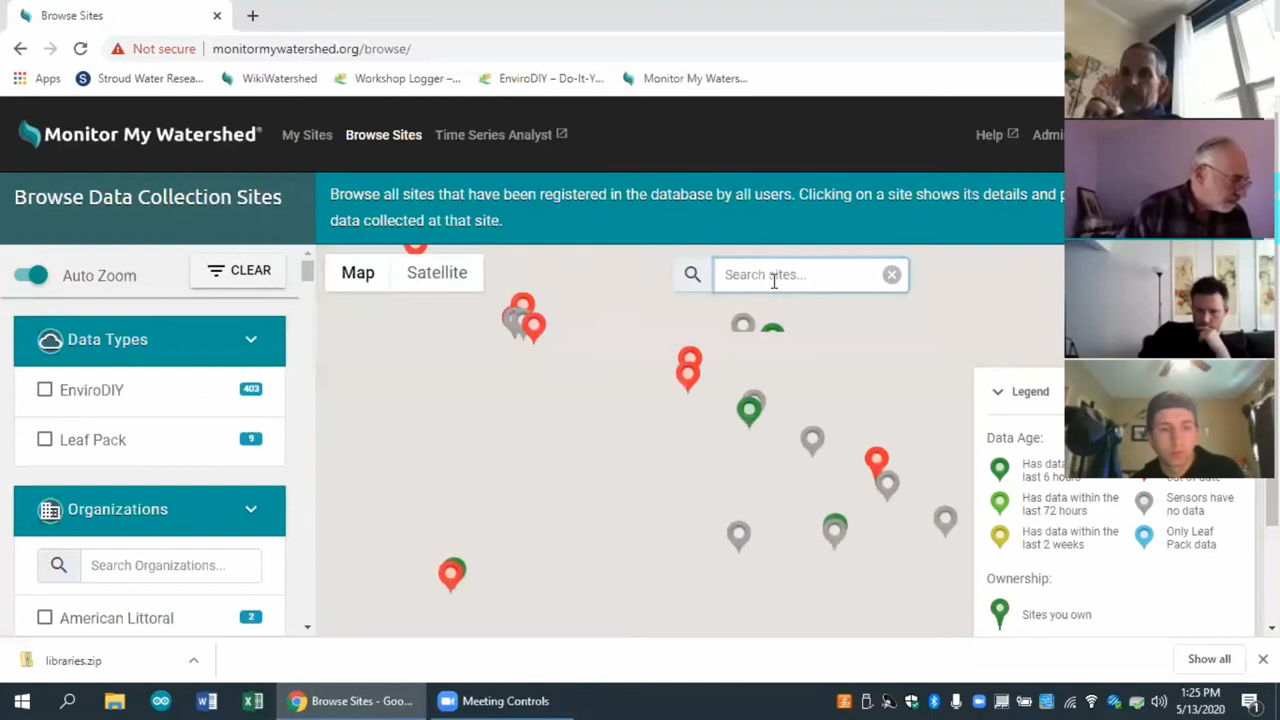 Browse Sites
Not secure
monitormywatershed.org/browse/
Apps
Stroud Water Resea...
WikiWatershed
Workshop Logger –...
EnviroDIY – Do-It-Y...
Monitor My Waters...
Monitor My Watershed®
My Sites
Browse Sites
Time Series Analyst
Help
Admi
Browse Data Collection Sites
Browse all sites that have been registered in the database by all users. Clicking on a site shows its details and p
data collected at that site.
Auto Zoom
CLEAR
Map
Satellite
Search sites...
Data Types
EnviroDIY
403
Leaf Pack
9
Organizations
Search Organizations...
American Littoral
2
Legend
Data Age:
Has data
last 6 hours
Has data within the
last 72 hours
Sensors have
no data
Has data within the
last 2 weeks
Only Leaf
Pack data
Ownership:
Sites you own
libraries.zip
Show all
Browse Sites - Goo...
Meeting Controls
1:25 PM
5/13/2020